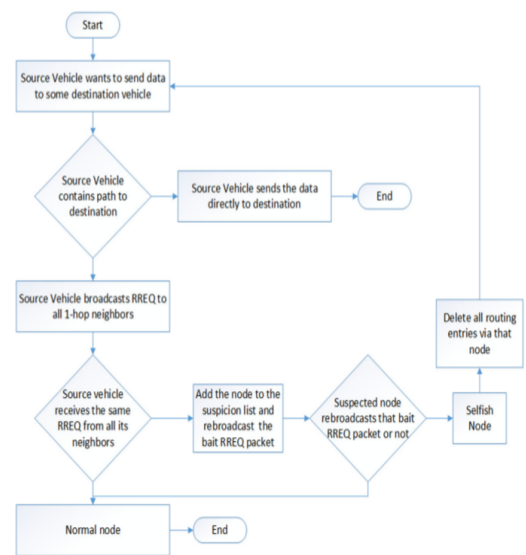 Start
Source Vehicle wants to send data
to some destination vehicle
Source Vehicle
contains path to
destination
Source Vehicle sends the data
directly to destination
End
Source Vehicle broadcasts RREQ to
all 1-hop neighbors
Delete all routing
entries via that
node
Source vehicle
receives the same
RREQ from all its
neighbors
Add the node to the
suspicion list and
rebroadcast the
bait RREQ packet
Suspected node
rebroadcasts that bait
RREQ packet or not
Selfish
Node
Normal node
End